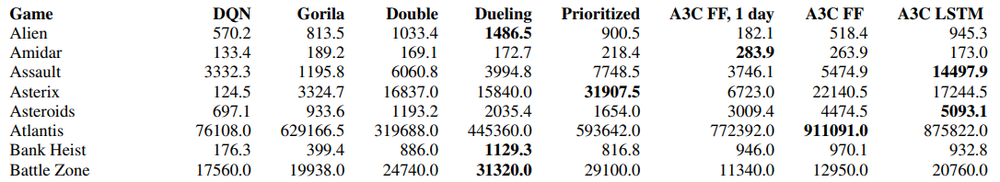 Game DQN Gorila Double Dueling Prioritized A3C FF, 1 day A3C FF A3C LSTM
Alien 570.2 813.5 1033.4 1486.5 900.5 182.1 518.4 945.3
Amidar 133.4 189.2 169.1 172.7 218.4 283.9 263.9 173.0
Assault 3332.3 1195.8 6060.8 3994.8 7748.5 3746.1 5474.9 14497.9
Asterix 124.5 3324.7 16837.0 15840.0 31907.5 6723.0 22140.5 17244.5
Asteroids 697.1 933.6 1193.2 2035.4 1654.0 3009.4 4474.5 5093.1
Atlantis 76108.0 629166.5 319688.0 445360.0 593642.0 772392.0 911091.0 875822.0
Bank Heist 176.3 399.4 886.0 1129.3 816.8 946.0 970.1 932.8
Battle Zone 17560.0 19938.0 24740.0 31320.0 29100.0 11340.0 12950.0 20760.0